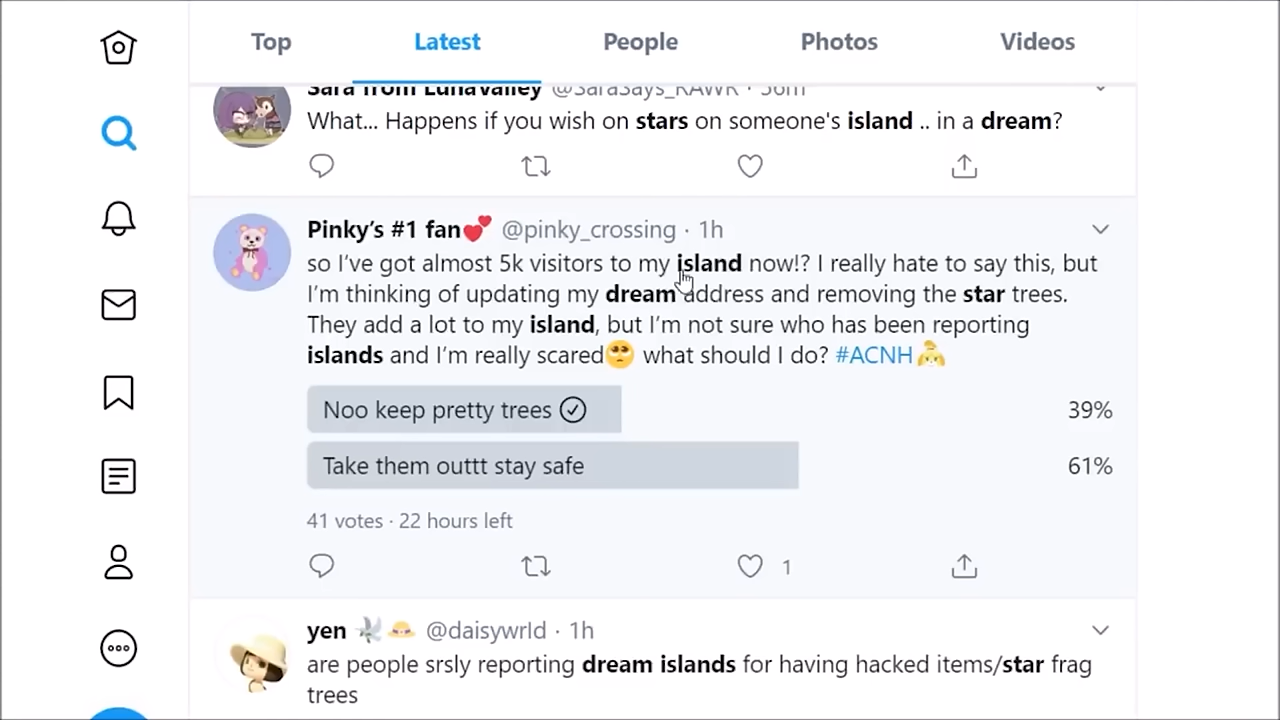 Top Latest People Photos Videos
Sara from LunaValley @SaraSays_RAWR · 56m
What... Happens if you wish on stars on someone's island .. in a dream?
Pinky's #1 fan💕 @pinky_crossing · 1h
so I've got almost 5k visitors to my island now!? I really hate to say this, but
I'm thinking of updating my dream address and removing the star trees.
They add a lot to my island, but I'm not sure who has been reporting
islands and I'm really scared🥺 what should I do? #ACNH
Noo keep pretty trees 39%
Take them outtt stay safe 61%
41 votes · 22 hours left
1
yen 🕊️👒 @daisywrld · 1h
are people srsly reporting dream islands for having hacked items/star frag
trees